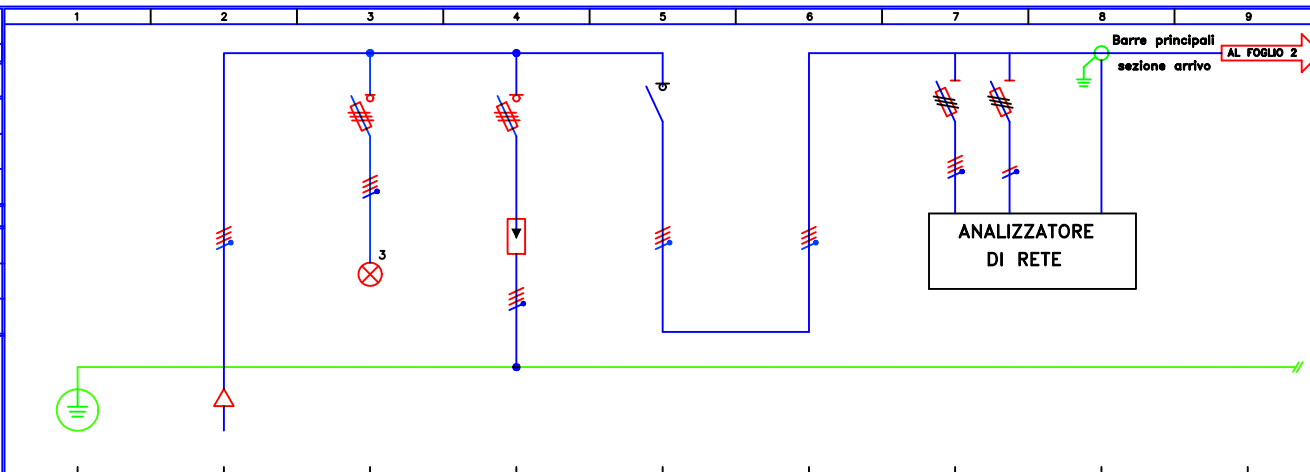 1 2 3 4 5 6 7 8 9
Barre principali
sezione arrivo
AL FOGLIO 2
3
ANALIZZATORE
DI RETE